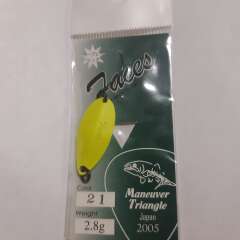 Faces
Color
21
Weight
2.8g
Maneuver
Triangle
Japan
2005